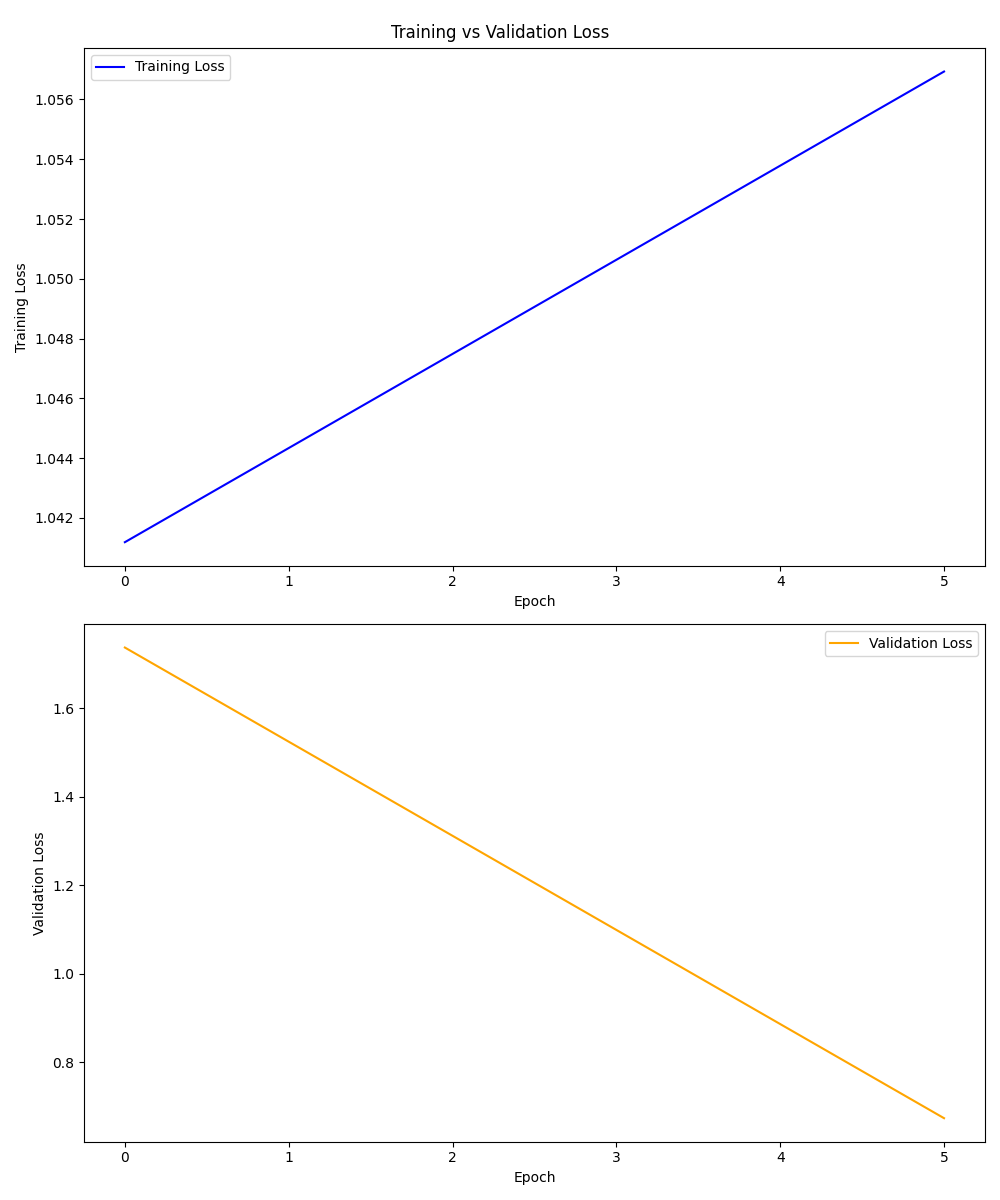 Training vs Validation Loss
Training Loss
1.056
1.054
1.052
1.050
1.048
1.046
1.044
1.042
Training Loss
0 1 2 3 4 5
Epoch
Validation Loss
1.6
1.4
1.2
1.0
0.8
Validation Loss
0 1 2 3 4 5
Epoch